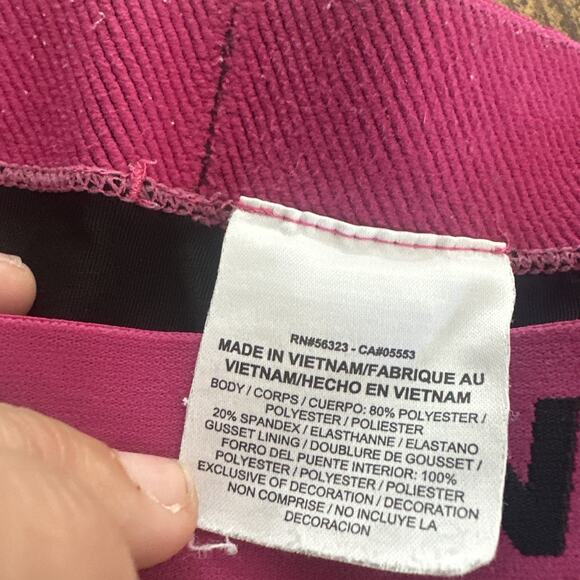 RN#56323 - CA#05553
MADE IN VIETNAM/FABRIQUE AU
VIETNAM/HECHO EN VIETNAM
BODY / CORPS / CUERPO: 80% POLYESTER /
POLYESTER / POLIESTER
20% SPANDEX / ELASTHANNE / ELASTANO
GUSSET LINING / DOUBLURE DE GOUSSET /
FORRO DEL PUENTE INTERIOR: 100%
POLYESTER / POLYESTER / POLIESTER
EXCLUSIVE OF DECORATION / DECORATION
NON COMPRISE / NO INCLUYE LA
DECORACION
N